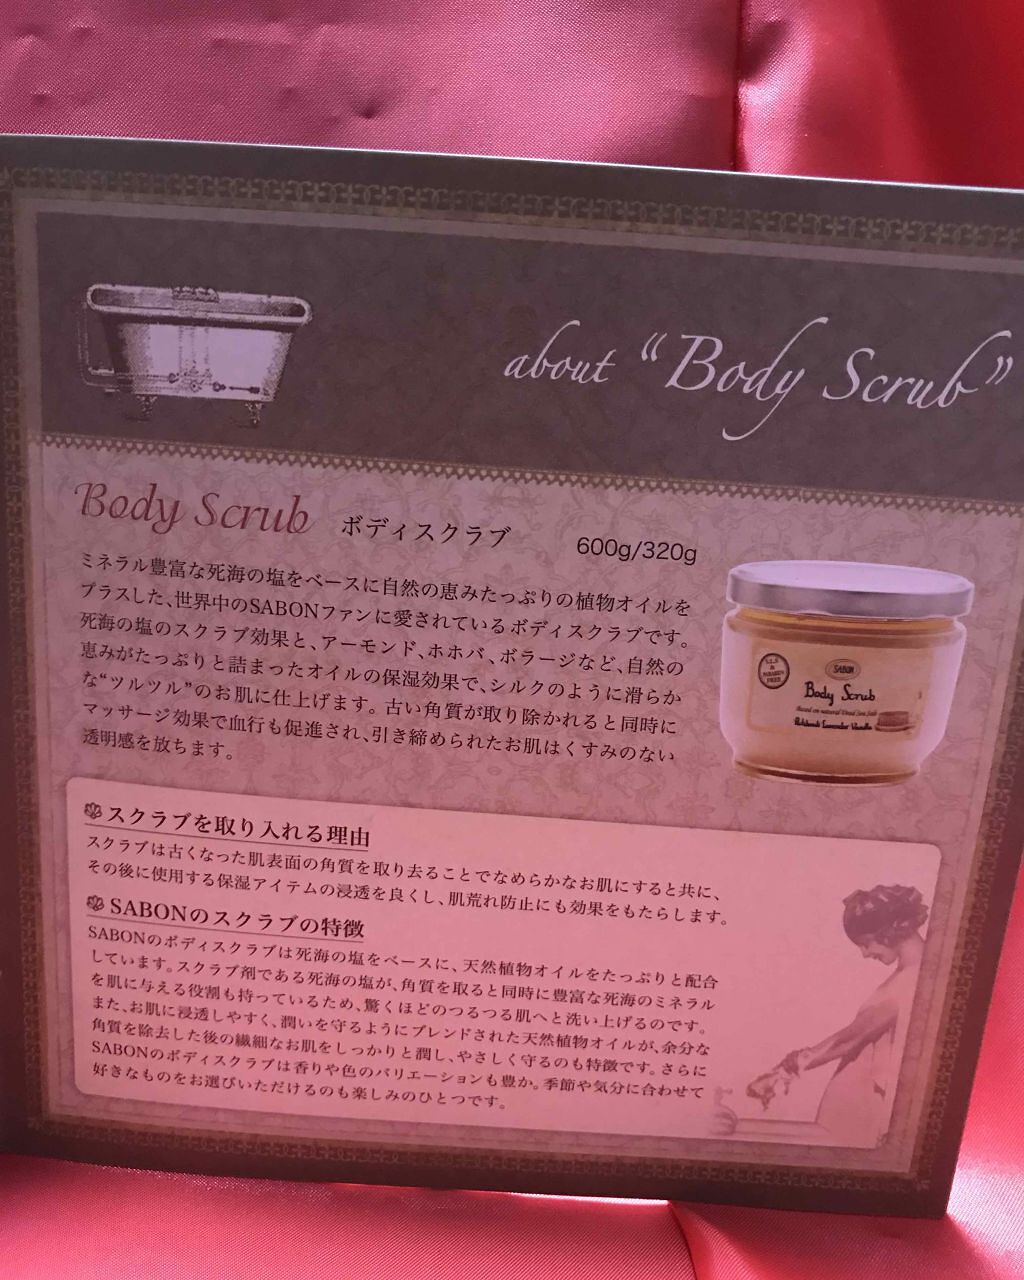 about “Body Scrub”
Body Scrub ボディスクラブ 600g/320g
ミネラル豊富な死海の塩をベースに自然の恵みたっぷりの植物オイルを
プラスした、世界中のSABONファンに愛されているボディスクラブです。
死海の塩のスクラブ効果と、アーモンド、ホホバ、ボラージなど、自然の
恵みがたっぷりと詰まったオイルの保湿効果で、シルクのように滑らか
な“ツルツル”のお肌に仕上げます。古い角質が取り除かれると同時に
マッサージ効果で血行も促進され、引き締められたお肌はくすみのない
透明感を放ちます。
S.L.S
&
PARABEN
FREE
SABON
Body Scrub
Based on natural Dead Sea Salt
Patchouli Lavender Vanilla
スクラブを取り入れる理由
スクラブは古くなった肌表面の角質を取り去ることでなめらかなお肌にすると共に、
その後に使用する保湿アイテムの浸透を良くし、肌荒れ防止にも効果をもたらします。
SABONのスクラブの特徴
SABONのボディスクラブは死海の塩をベースに、天然植物オイルをたっぷりと配合
しています。スクラブ剤である死海の塩が、角質を取ると同時に豊富な死海のミネラル
を肌に与える役割も持っているため、驚くほどのつるつる肌へと洗い上げるのです。
また、お肌に浸透しやすく、潤いを守るようにブレンドされた天然植物オイルが、余分な
角質を除去した後の繊細なお肌をしっかりと潤し、やさしく守るのも特徴です。さらに
SABONのボディスクラブは香りや色のバリエーションも豊か。季節や気分に合わせて
好きなものをお選びいただけるのも楽しみのひとつです。